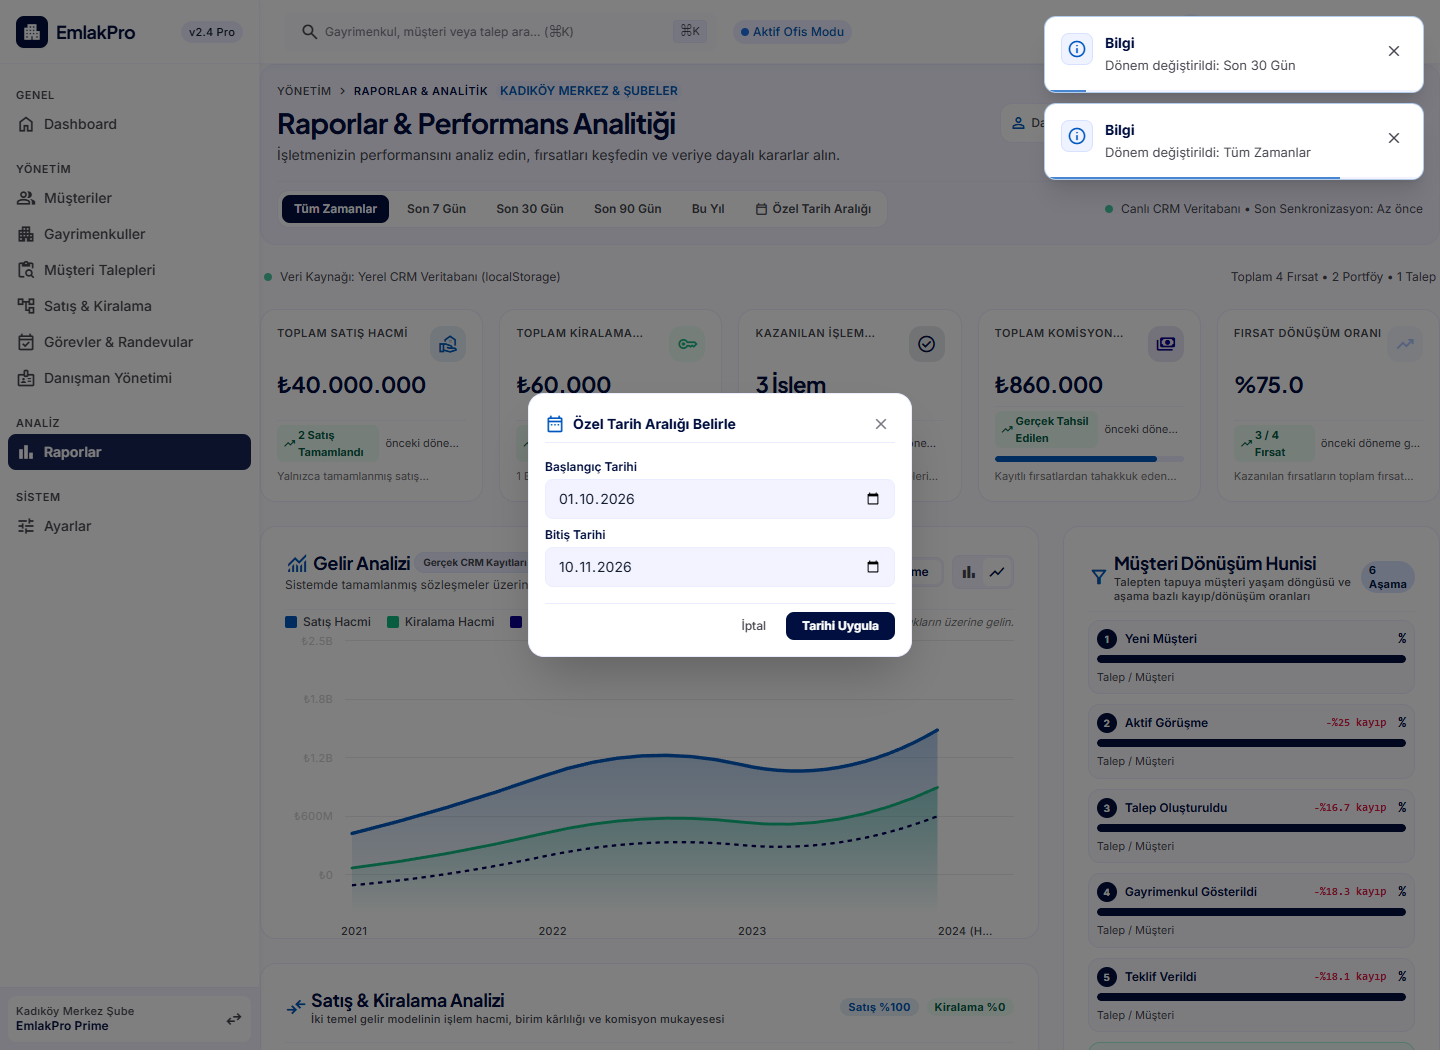 EmlakPro
v2.4 Pro
Gayrimenkul, müşteri veya talep ara... (⌘K)
⌘K
Aktif Ofis Modu
Bilgi
Dönem değiştirildi: Son 30 Gün
Bilgi
Dönem değiştirildi: Tüm Zamanlar
GENEL
Dashboard
YÖNETİM
Müşteriler
Gayrimenkuller
Müşteri Talepleri
Satış & Kiralama
Görevler & Randevular
Danışman Yönetimi
ANALİZ
Raporlar
SİSTEM
Ayarlar
Kadıköy Merkez Şube
EmlakPro Prime
YÖNETİM > RAPORLAR & ANALİTİK KADIKÖY MERKEZ & ŞUBELER
Raporlar & Performans Analitiği
İşletmenizin performansını analiz edin, fırsatları keşfedin ve veriye dayalı kararlar alın.
Tüm Zamanlar
Son 7 Gün
Son 30 Gün
Son 90 Gün
Bu Yıl
Özel Tarih Aralığı
Canlı CRM Veritabanı • Son Senkronizasyon: Az önce
Veri Kaynağı: Yerel CRM Veritabanı (localStorage)
Toplam 4 Fırsat • 2 Portföy • 1 Talep
TOPLAM SATIŞ HACMİ
₺40.000.000
2 Satış
Tamamlandı
önceki döne...
Yalnızca tamamlanmış satış...
TOPLAM KİRALAMA...
₺60.000
KAZANILAN İŞLEM...
3 İşlem
TOPLAM KOMİSYON...
₺860.000
Gerçek Tahsil
Edilen
önceki dönem...
Kayıtlı fırsatlardan tahakkuk eden...
FIRSAT DÖNÜŞÜM ORANI
%75.0
3 / 4
Fırsat
önceki döneme g...
Kazanılan fırsatların toplam fırsat...
Özel Tarih Aralığı Belirle
Başlangıç Tarihi
01.10.2026
Bitiş Tarihi
10.11.2026
İptal
Tarihi Uygula
Gelir Analizi
Gerçek CRM Kayıtları
Sistemde tamamlanmış sözleşmeler üzerin
Satış Hacmi
Kiralama Hacmi
ıkların üzerine gelin.
₺2.5B
₺1.8B
₺1.2B
₺600M
₺0
2021
2022
2023
2024 (H...
Müşteri Dönüşüm Hunisi
Talepten tapuya müşteri yaşam döngüsü ve
aşama bazlı kayıp/dönüşüm oranları
6
Aşama
1 Yeni Müşteri %
Talep / Müşteri
2 Aktif Görüşme -%25 kayıp %
Talep / Müşteri
3 Talep Oluşturuldu -%16.7 kayıp %
Talep / Müşteri
4 Gayrimenkul Gösterildi -%18.3 kayıp %
Talep / Müşteri
5 Teklif Verildi -%18.1 kayıp %
Talep / Müşteri
Satış & Kiralama Analizi
İki temel gelir modelinin işlem hacmi, birim kârlılığı ve komisyon mukayesesi
Satış %100
Kiralama %0